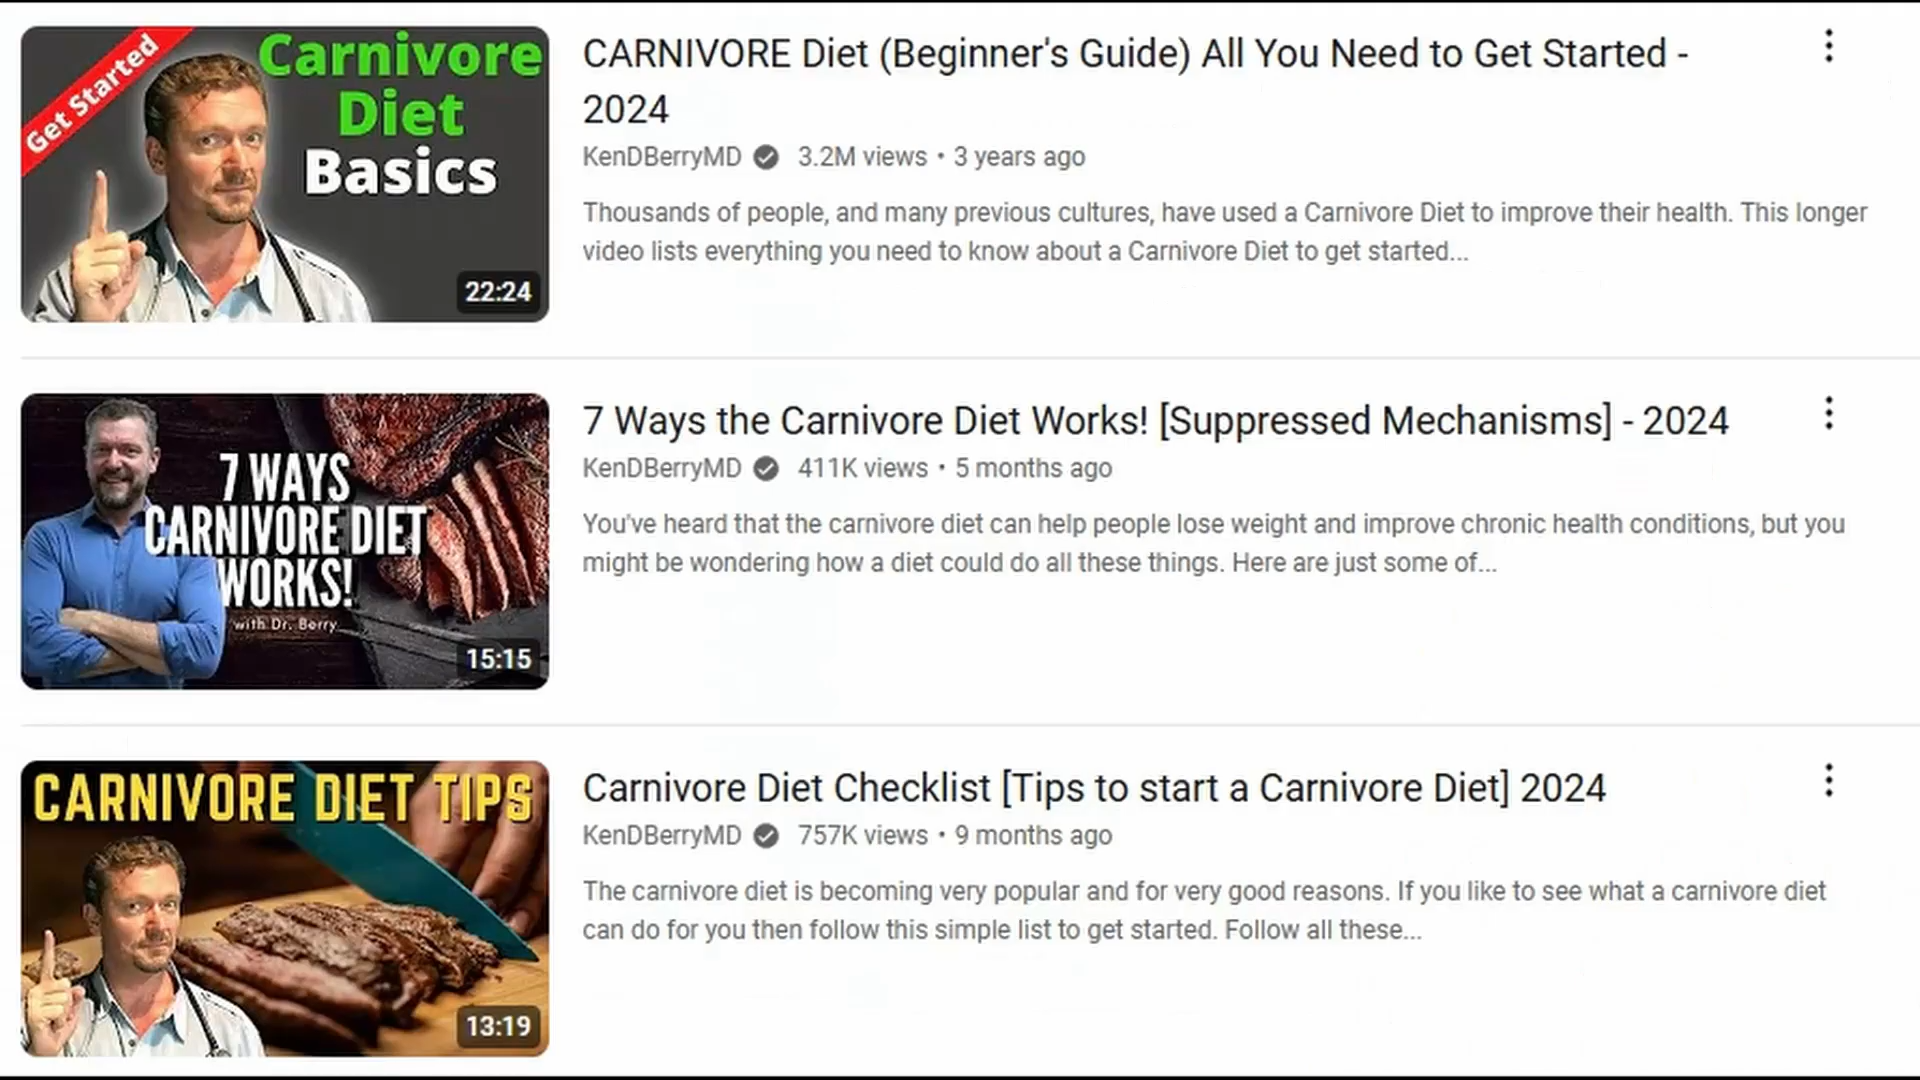 Get Started
Carnivore
Diet
Basics
22:24
CARNIVORE Diet (Beginner's Guide) All You Need to Get Started -
2024
KenDBerryMD 3.2M views • 3 years ago
Thousands of people, and many previous cultures, have used a Carnivore Diet to improve their health. This longer
video lists everything you need to know about a Carnivore Diet to get started...
7 WAYS
CARNIVORE DIET
WORKS!
with Dr. Berry
15:15
7 Ways the Carnivore Diet Works! [Suppressed Mechanisms] - 2024
KenDBerryMD 411K views • 5 months ago
You've heard that the carnivore diet can help people lose weight and improve chronic health conditions, but you
might be wondering how a diet could do all these things. Here are just some of...
CARNIVORE DIET TIPS
13:19
Carnivore Diet Checklist [Tips to start a Carnivore Diet] 2024
KenDBerryMD 757K views • 9 months ago
The carnivore diet is becoming very popular and for very good reasons. If you like to see what a carnivore diet
can do for you then follow this simple list to get started. Follow all these...